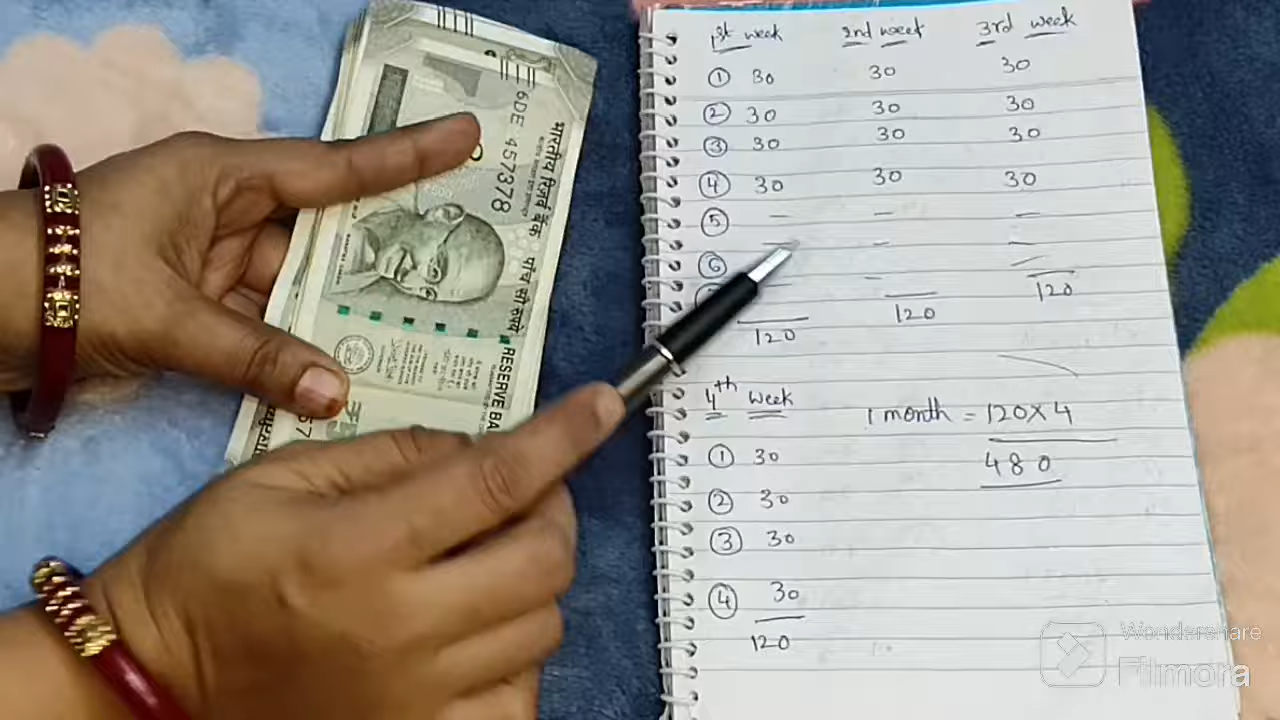 1st week 2nd week 3rd week
① 30 30 30
② 30 30 30
③ 30 30 30
④ 30 30 30
⑤ – – –
⑥ – – –
120 120 120
4th week
① 30
② 30
③ 30
④ 30
120
1 month = 120x4
480
6DE 457378
भारतीय रिज़र्व बैंक
पाँच सौ रुपये
RESERVE BA
Wondershare
Filmora